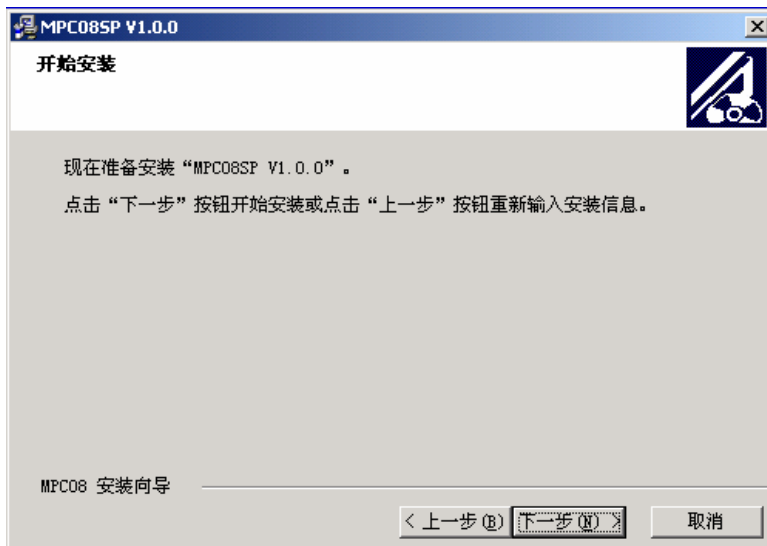 MPC08SP V1.0.0
开始安装
现在准备安装“MPC08SP V1.0.0”。
点击“下一步”按钮开始安装或点击“上一步”按钮重新输入安装信息。
MPC08 安装向导
< 上一步(B) 下一步(N) > 取消